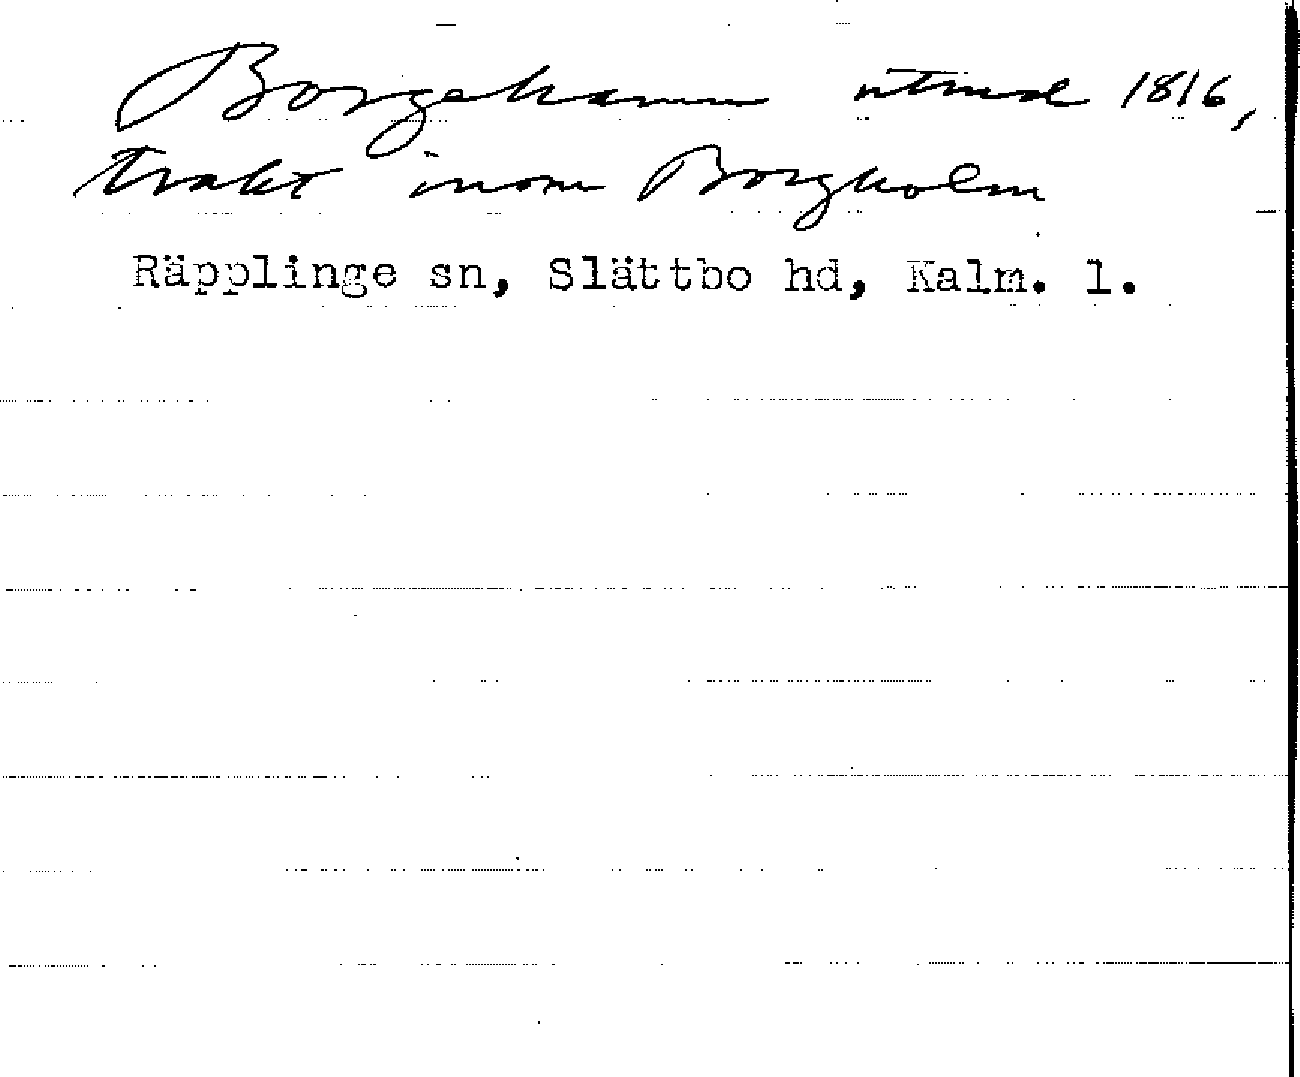 Borgehamn utmed 1816,
trakt inom Borgholm
Räpplinge sn, Slättbo hd, Kalm. l.